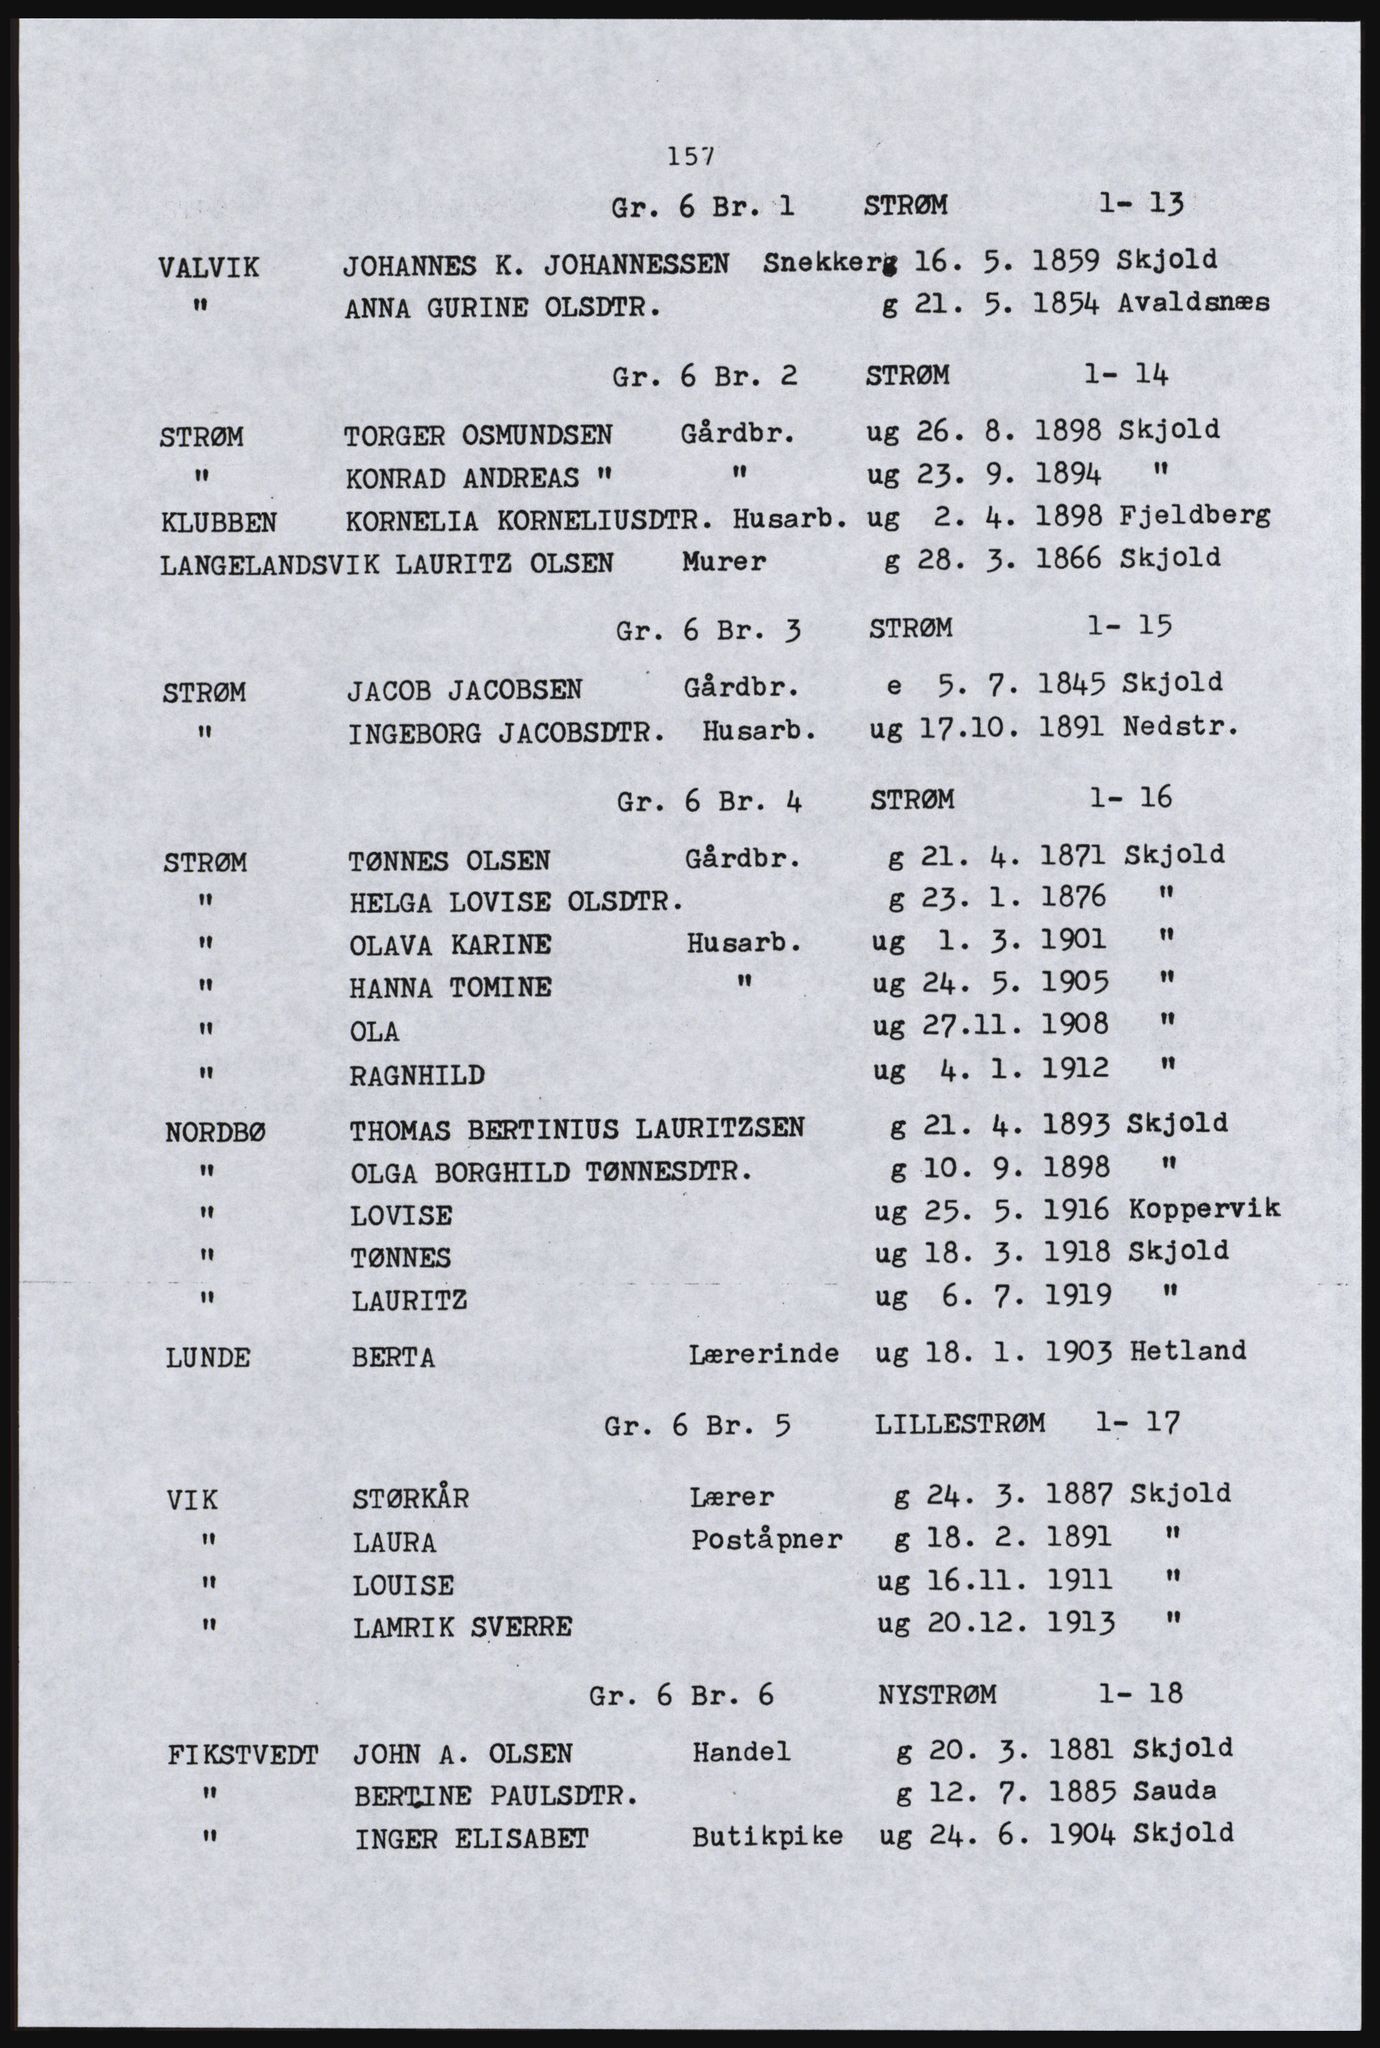 157
Gr. 6 Br. 1 STRØM 1- 13
VALVIK JOHANNES K. JOHANNESSEN Snekker g 16. 5. 1859 Skjold
" ANNA GURINE OLSDTR. g 21. 5. 1854 Avaldsnæs
Gr. 6 Br. 2 STRØM 1- 14
STRØM TORGER OSMUNDSEN Gårdbr. ug 26. 8. 1898 Skjold
" KONRAD ANDREAS " " ug 23. 9. 1894 "
KLUBBEN KORNELIA KORNELIUSDTR. Husarb. ug 2. 4. 1898 Fjeldberg
LANGELANDSVIK LAURITZ OLSEN Murer g 28. 3. 1866 Skjold
Gr. 6 Br. 3 STRØM 1- 15
STRØM JACOB JACOBSEN Gårdbr. e 5. 7. 1845 Skjold
" INGEBORG JACOBSDTR. Husarb. ug 17.10. 1891 Nedstr.
Gr. 6 Br. 4 STRØM 1- 16
STRØM TØNNES OLSEN Gårdbr. g 21. 4. 1871 Skjold
" HELGA LOVISE OLSDTR. g 23. 1. 1876 "
" OLAVA KARINE Husarb. ug 1. 3. 1901 "
" HANNA TOMINE " ug 24. 5. 1905 "
" OLA ug 27.11. 1908 "
" RAGNHILD ug 4. 1. 1912 "
NORDBØ THOMAS BERTINIUS LAURITZSEN g 21. 4. 1893 Skjold
" OLGA BORGHILD TØNNESDTR. g 10. 9. 1898 "
" LOVISE ug 25. 5. 1916 Koppervik
" TØNNES ug 18. 3. 1918 Skjold
" LAURITZ ug 6. 7. 1919 "
LUNDE BERTA Lærerinde ug 18. 1. 1903 Hetland
Gr. 6 Br. 5 LILLESTRØM 1- 17
VIK STØRKÅR Lærer g 24. 3. 1887 Skjold
" LAURA Poståpner g 18. 2. 1891 "
" LOUISE ug 16.11. 1911 "
" LAMRIK SVERRE ug 20.12. 1913 "
Gr. 6 Br. 6 NYSTRØM 1- 18
FIKSTVEDT JOHN A. OLSEN Handel g 20. 3. 1881 Skjold
" BERTINE PAULSDTR. g 12. 7. 1885 Sauda
" INGER ELISABET Butikpike ug 24. 6. 1904 Skjold